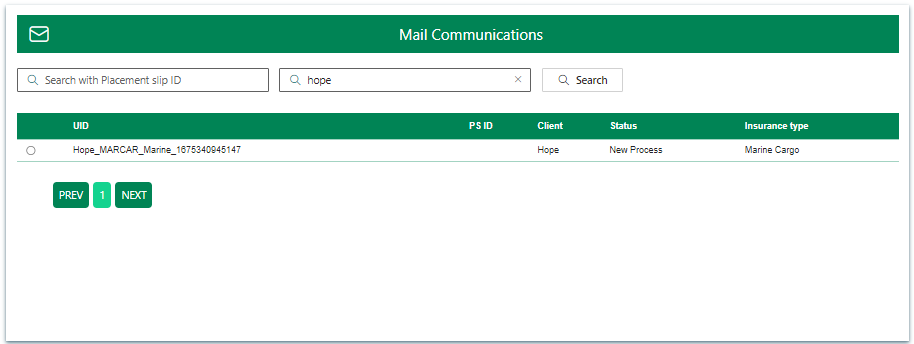 Mail Communications
Search with Placement slip ID
hope
Search
UID PS ID Client Status Insurance type
Hope_MARCAR_Marine_1675340945147 Hope New Process Marine Cargo
PREV 1 NEXT